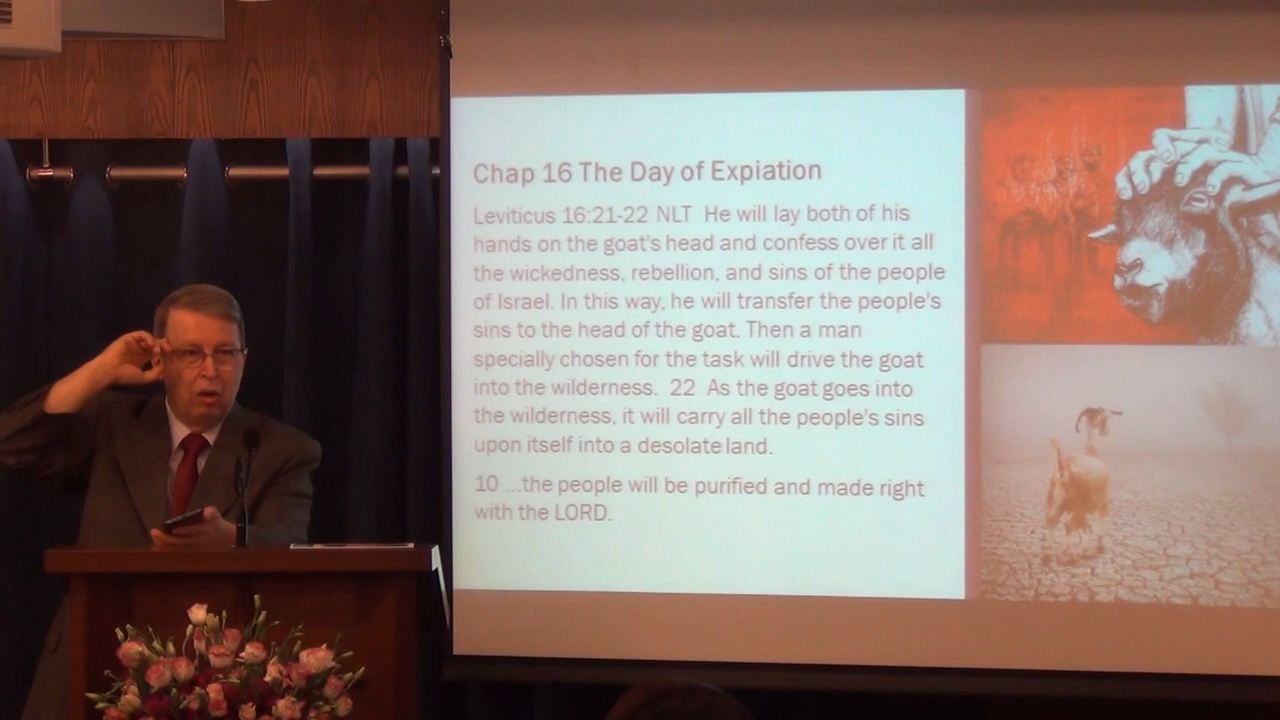 Chap 16 The Day of Expiation
Leviticus 16:21-22 NLT  He will lay both of his
hands on the goat's head and confess over it all
the wickedness, rebellion, and sins of the people
of Israel. In this way, he will transfer the people's
sins to the head of the goat. Then a man
specially chosen for the task will drive the goat
into the wilderness.  22  As the goat goes into
the wilderness, it will carry all the people's sins
upon itself into a desolate land.
10 ...the people will be purified and made right
with the LORD.